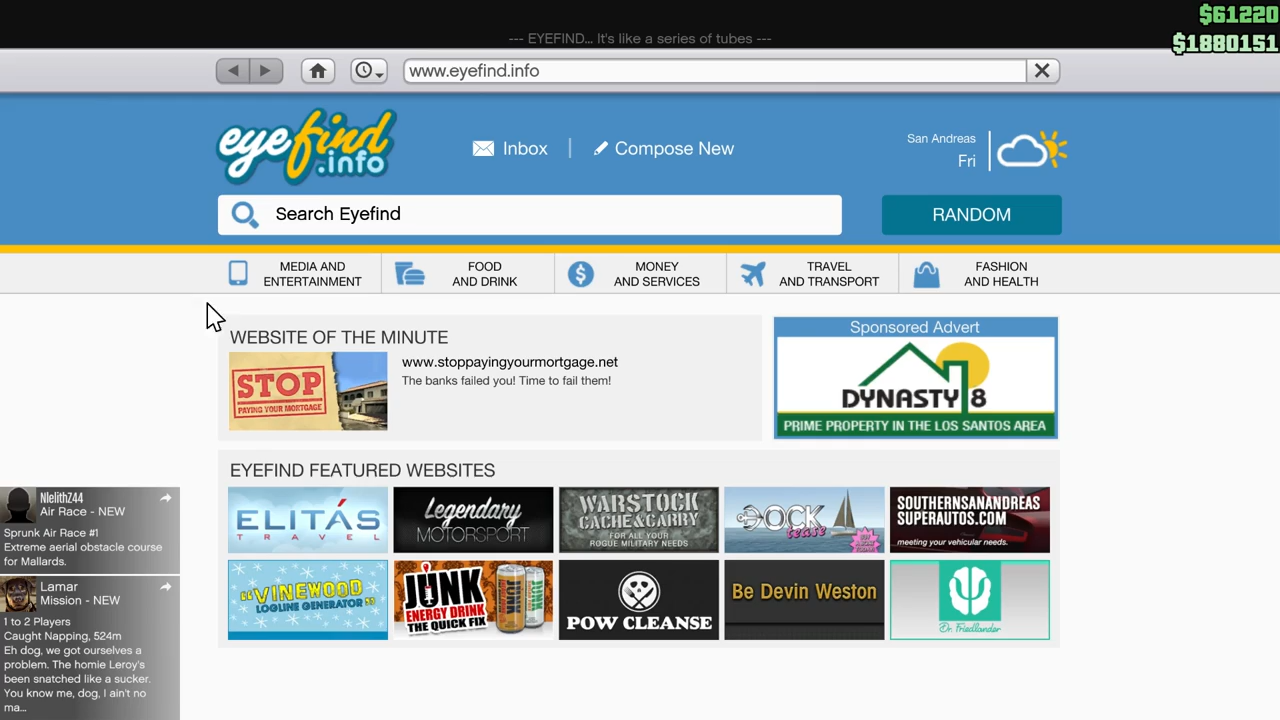 $61220
--- EYEFIND... It's like a series of tubes ---
$1880151
www.eyefind.info
eyefind
.info
Inbox
Compose New
San Andreas
Fri
Search Eyefind
RANDOM
MEDIA AND
ENTERTAINMENT
FOOD
AND DRINK
MONEY
AND SERVICES
TRAVEL
AND TRANSPORT
FASHION
AND HEALTH
WEBSITE OF THE MINUTE
STOP
PAYING YOUR MORTGAGE
www.stoppayingyourmortgage.net
The banks failed you! Time to fail them!
Sponsored Advert
DYNASTY 8
PRIME PROPERTY IN THE LOS SANTOS AREA
EYEFIND FEATURED WEBSITES
ELITÁS
TRAVEL
Legendary
MOTORSPORT
WARSTOCK
CACHE & CARRY
FOR ALL YOUR
ROGUE MILITARY NEEDS
DOCK
tease
SOUTHERNSANANDREAS
SUPERAUTOS.COM
meeting your vehicular needs.
"VINEWOOD
LOGLINE GENERATOR"
JUNK
ENERGY DRINK
THE QUICK FIX
POW CLEANSE
Be Devin Weston
Dr. Friedlander
NlelithZ44
Air Race - NEW
Sprunk Air Race #1
Extreme aerial obstacle course
for Mallards.
Lamar
Mission - NEW
1 to 2 Players
Caught Napping, 524m
Eh dog, we got ourselves a
problem. The homie Leroy's
been snatched like a sucker.
You know me, dog, I ain't no
ma...